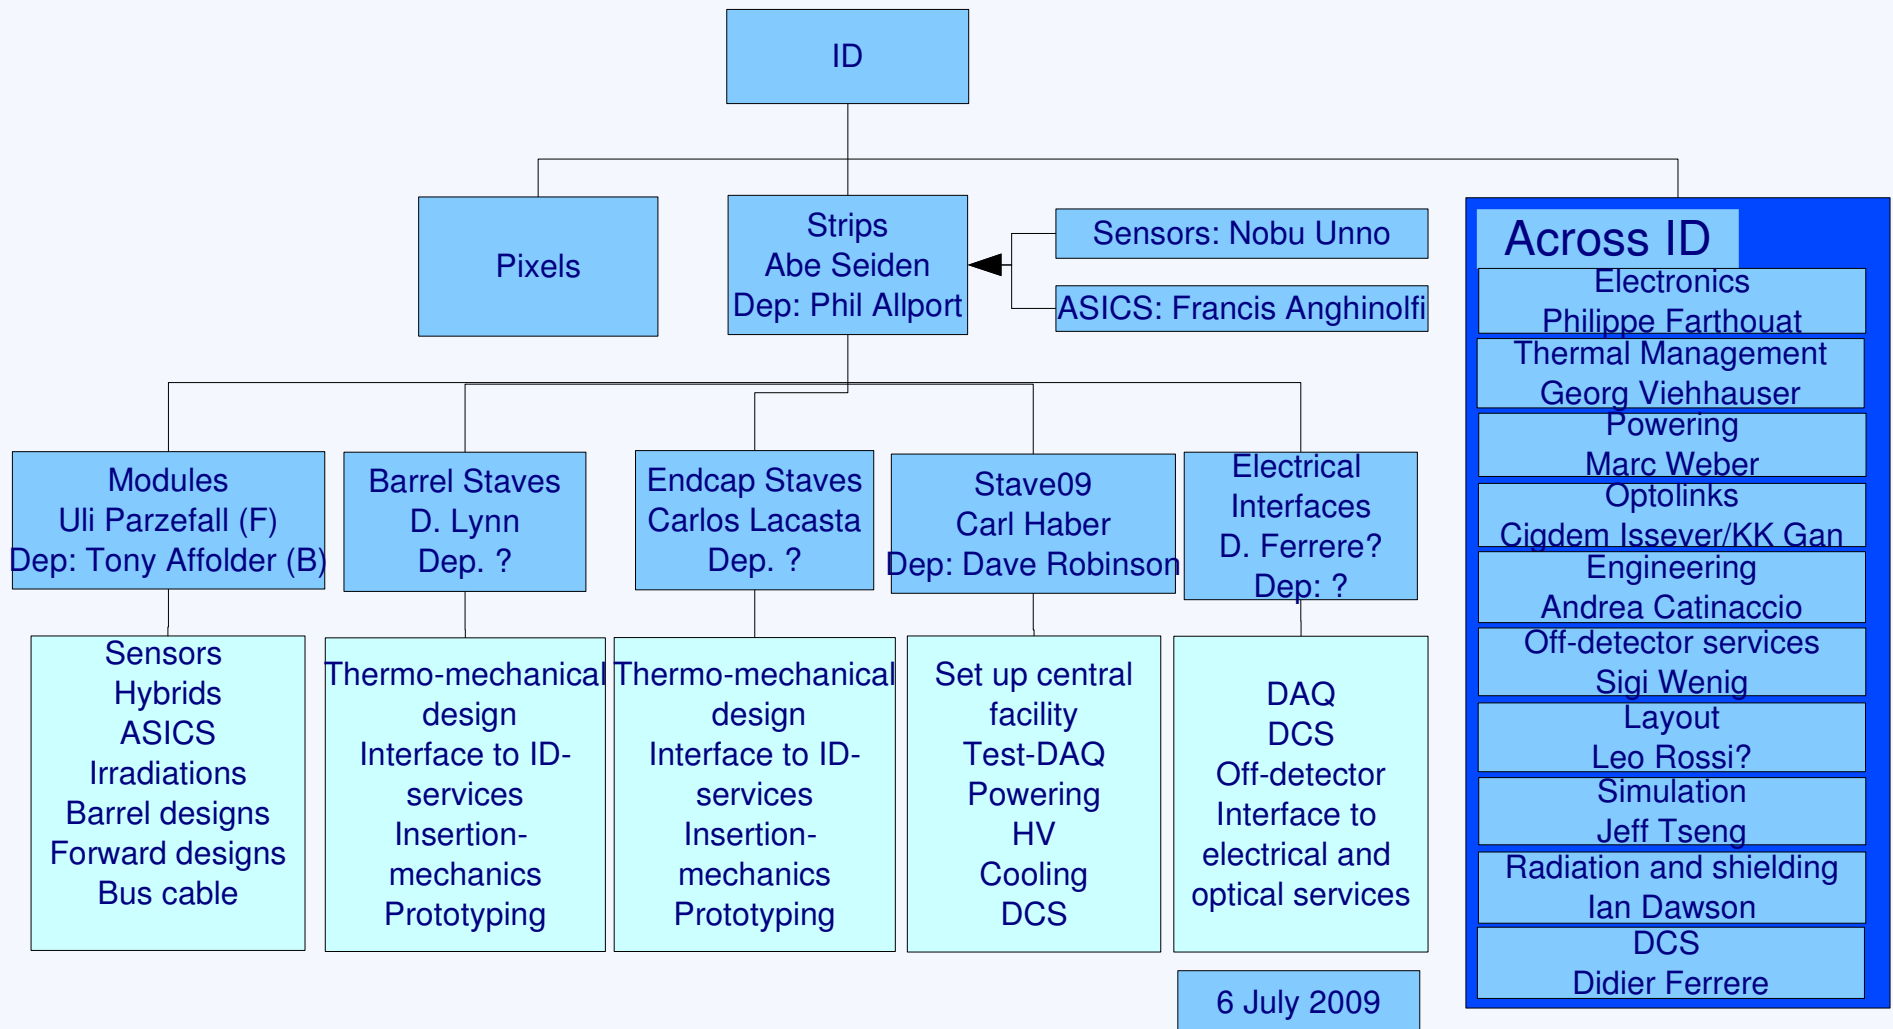 ID
Pixels
Strips
Abe Seiden
Dep: Phil Allport
Sensors: Nobu Unno
ASICS: Francis Anghinolfi
Modules
Uli Parzefall (F)
Dep: Tony Affolder (B)
Barrel Staves
D. Lynn
Dep. ?
Endcap Staves
Carlos Lacasta
Dep. ?
Stave09
Carl Haber
Dep: Dave Robinson
Electrical
Interfaces
D. Ferrere?
Dep: ?
Sensors
Hybrids
ASICS
Irradiations
Barrel designs
Forward designs
Bus cable
Thermo-mechanical
design
Interface to ID-
services
Insertion-
mechanics
Prototyping
Thermo-mechanical
design
Interface to ID-
services
Insertion-
mechanics
Prototyping
Set up central
facility
Test-DAQ
Powering
HV
Cooling
DCS
DAQ
DCS
Off-detector
Interface to
electrical and
optical services
Across ID
Electronics
Philippe Farthouat
Thermal Management
Georg Viehhauser
Powering
Marc Weber
Optolinks
Cigdem Issever/KK Gan
Engineering
Andrea Catinaccio
Off-detector services
Sigi Wenig
Layout
Leo Rossi?
Simulation
Jeff Tseng
Radiation and shielding
Ian Dawson
DCS
Didier Ferrere
6 July 2009